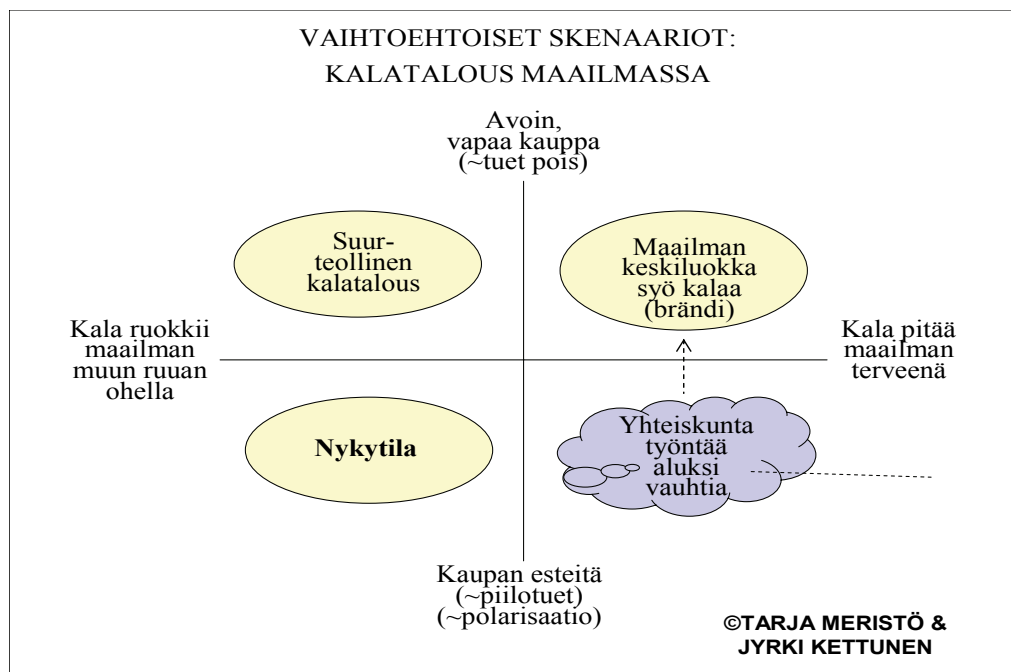 VAIHTOEHTOISET SKENAARIOT:
KALATALOUS MAAILMASSA
Avoin,
vapaa kauppa
(~tuet pois)
Suur-
teollinen
kalatalous
Maailman
keskiluokka
syö kalaa
(brändi)
Kala ruokkii
maailman
muun ruuan
ohella
Kala pitää
maailman
terveenä
Nykytila
Yhteiskunta
työntää
aluksi
vauhtia
Kaupan esteitä
(~piilotuet)
(~polarisaatio)
©TARJA MERISTÖ &
JYRKI KETTUNEN